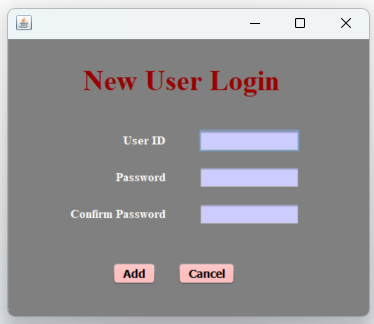 New User Login
User ID
Password
Confirm Password
Add Cancel